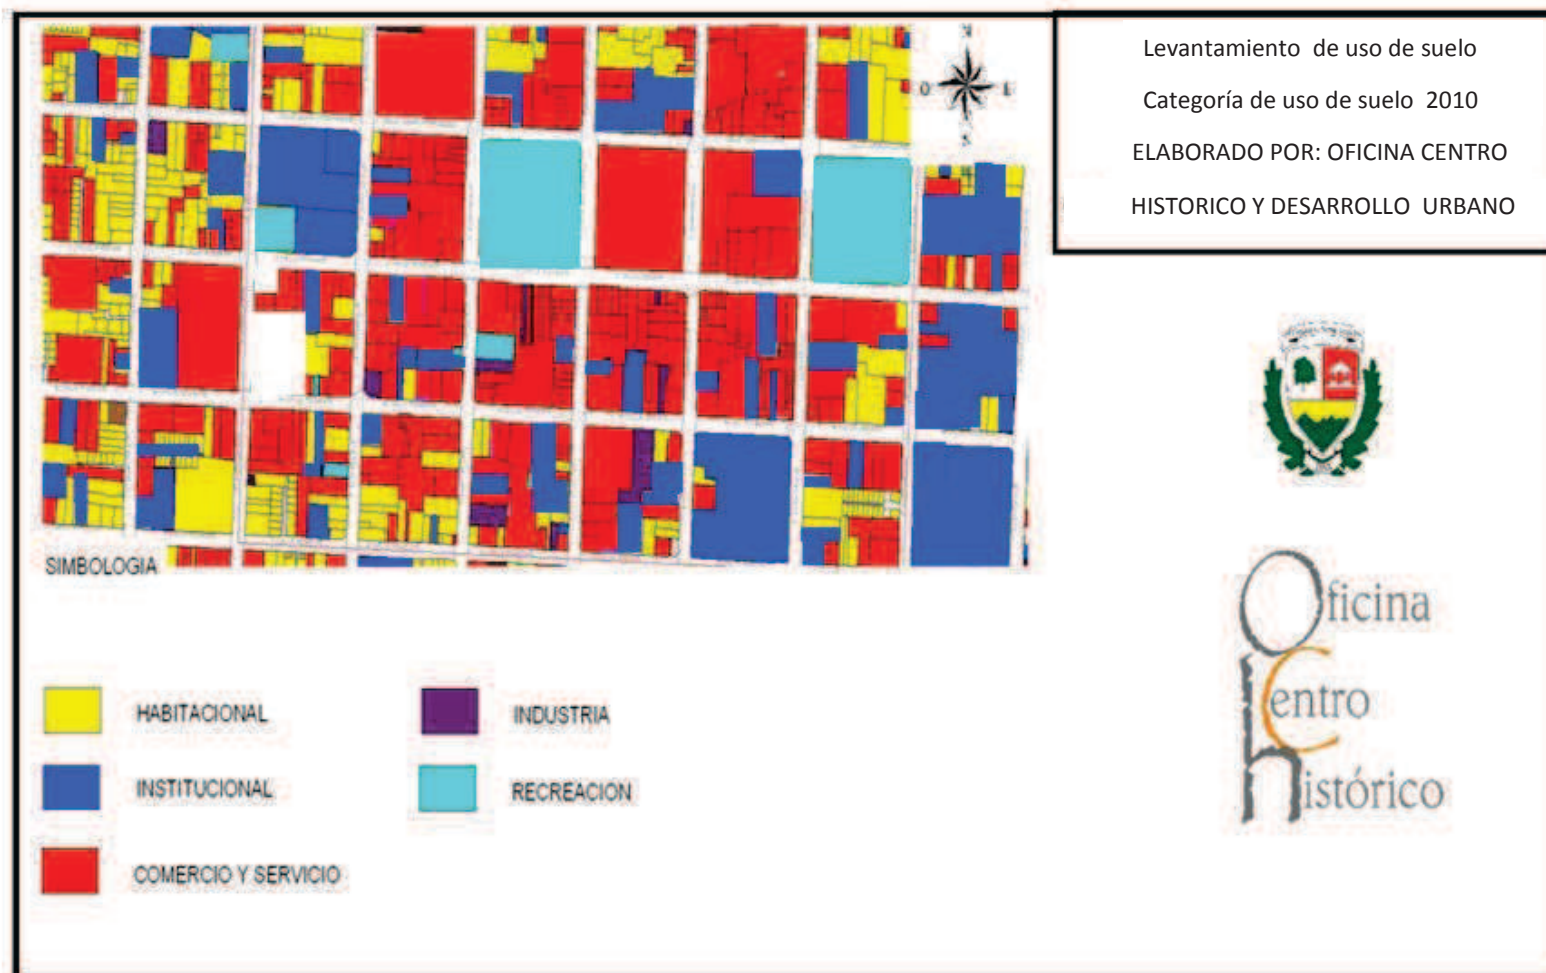 Levantamiento de uso de suelo
Categoría de uso de suelo 2010
ELABORADO POR: OFICINA CENTRO
HISTORICO Y DESARROLLO URBANO
N
O
E
S
SIMBOLOGIA
HABITACIONAL
INDUSTRIA
INSTITUCIONAL
RECREACION
COMERCIO Y SERVICIO
Oficina
Centro
histórico